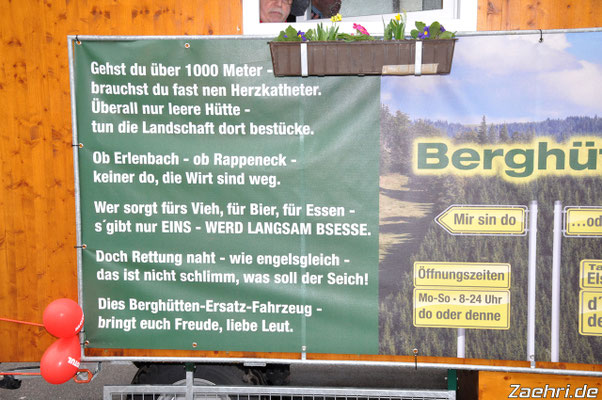 Gehst du über 1000 Meter -
brauchst du fast nen Herzkatheter.
Überall nur leere Hütte -
tun die Landschaft dort bestücke.
Ob Erlenbach - ob Rappeneck -
keiner do, die Wirt sind weg.
Wer sorgt fürs Vieh, für Bier, für Essen -
s´gibt nur EINS - WERD LANGSAM BSESSE.
Doch Rettung naht - wie engelsgleich -
das ist nicht schlimm, was soll der Seich!
Dies Berghütten-Ersatz-Fahrzeug -
bringt euch Freude, liebe Leut.
Berghüt
Mir sin do
...od
Öffnungszeiten
Mo-So · 8-24 Uhr
do oder denne
Ta
Els
d´
de
Zaehri.de